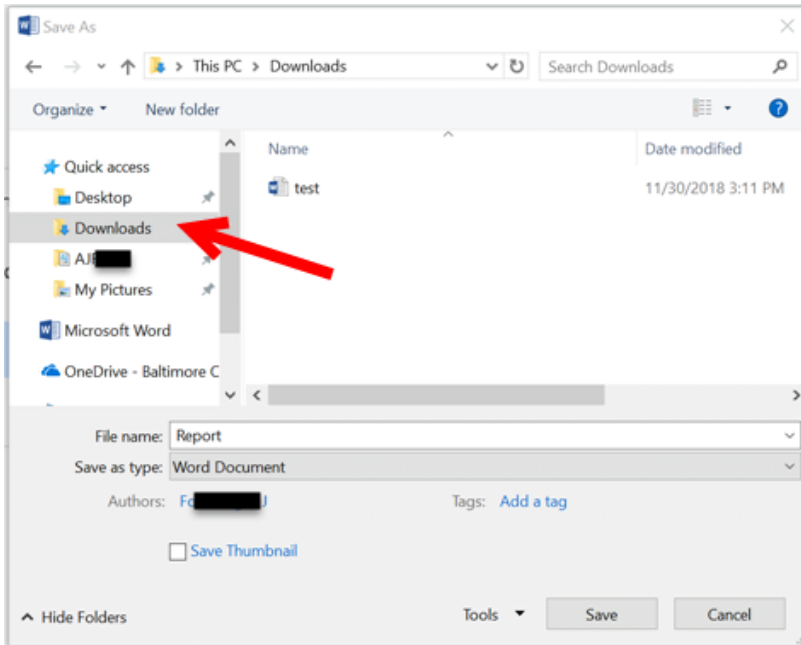 Save As
This PC > Downloads
Search Downloads
Organize
New folder
?
Name
Date modified
Quick access
Desktop
Downloads
My Pictures
Microsoft Word
OneDrive - Baltimore C
test
11/30/2018 3:11 PM
File name:
Report
Save as type:
Word Document
Authors:
Tags:
Add a tag
Save Thumbnail
Hide Folders
Tools
Save
Cancel